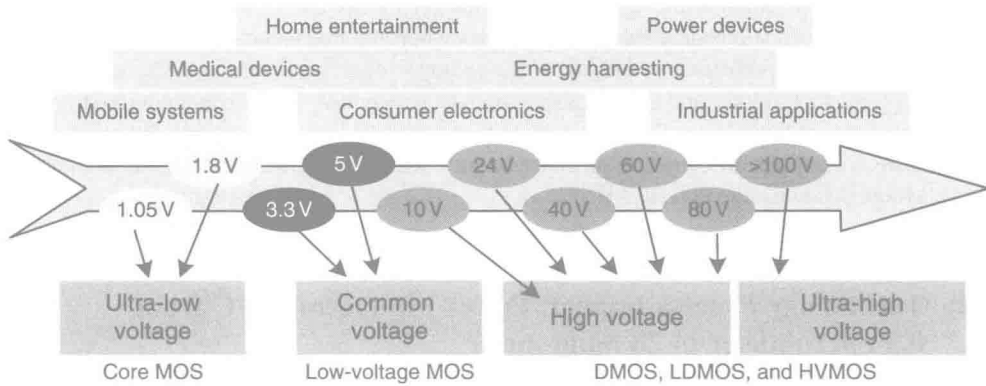 Home entertainment Power devices
Medical devices Energy harvesting
Mobile systems Consumer electronics Industrial applications
1.8 V 5 V 24 V 60 V >100 V
1.05 V 3.3 V 10 V 40 V 80 V
Ultra-low voltage
Common voltage
High voltage
Ultra-high voltage
Core MOS Low-voltage MOS DMOS, LDMOS, and HVMOS